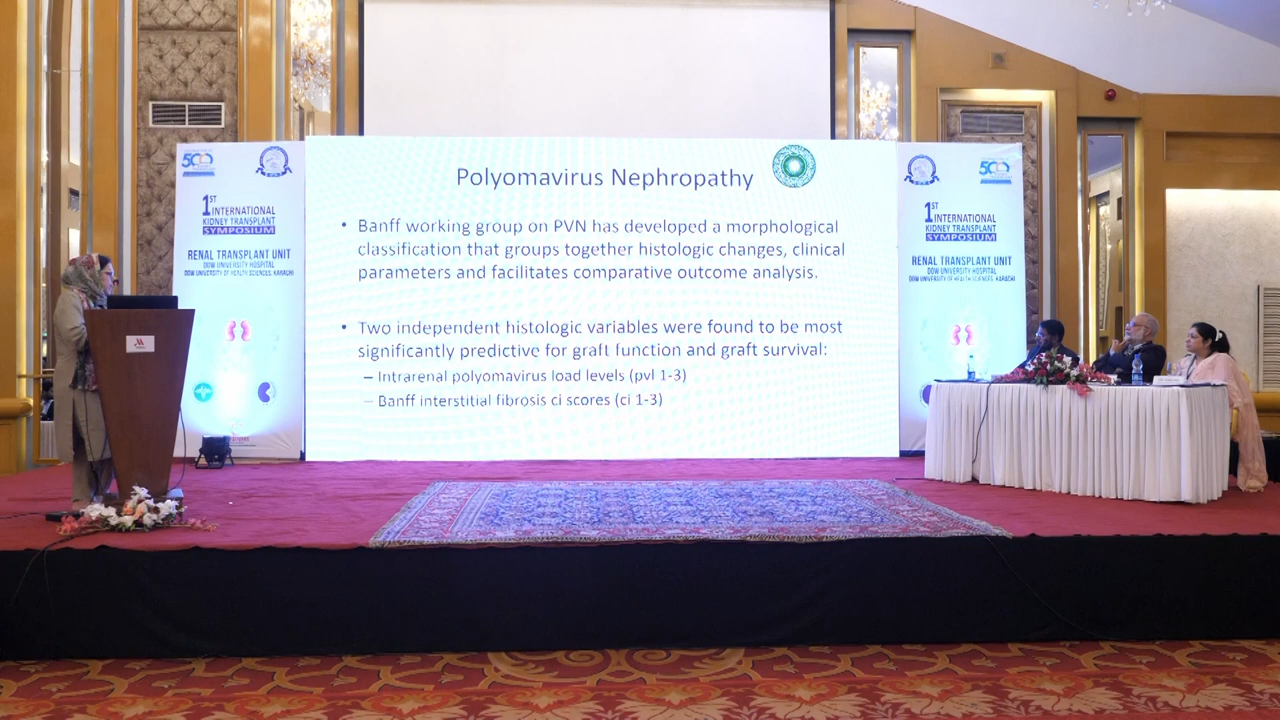 Polyomavirus Nephropathy
• Banff working group on PVN has developed a morphological
classification that groups together histologic changes, clinical
parameters and facilitates comparative outcome analysis.
• Two independent histologic variables were found to be most
significantly predictive for graft function and graft survival:
– Intrarenal polyomavirus load levels (pvl 1-3)
– Banff interstitial fibrosis ci scores (ci 1-3)
500
1ST
INTERNATIONAL
KIDNEY TRANSPLANT
SYMPOSIUM
RENAL TRANSPLANT UNIT
DOW UNIVERSITY HOSPITAL
DOW UNIVERSITY OF HEALTH SCIENCES, KARACHI
500
1ST
INTERNATIONAL
KIDNEY TRANSPLANT
SYMPOSIUM
RENAL TRANSPLANT UNIT
DOW UNIVERSITY HOSPITAL
DOW UNIVERSITY OF HEALTH SCIENCES, KARACHI